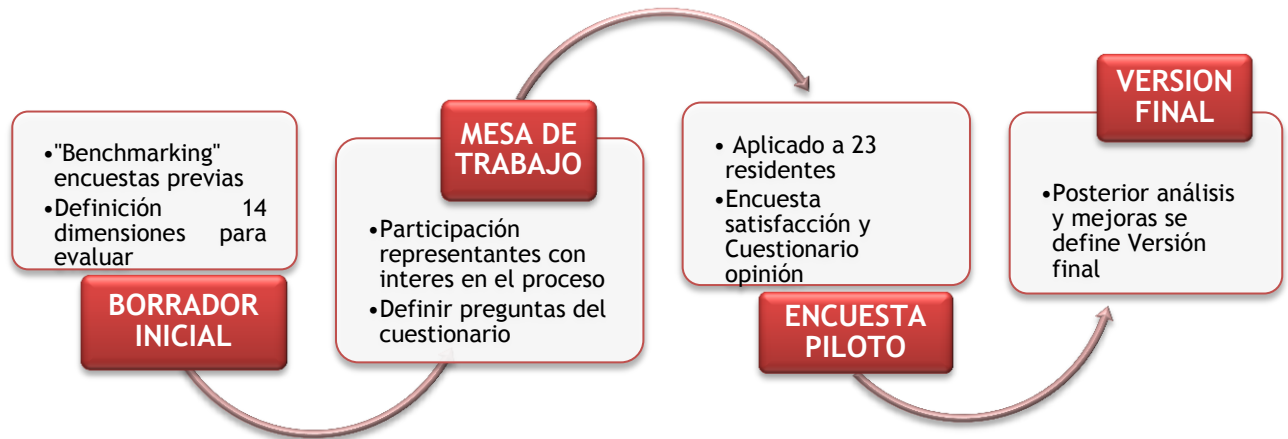 •"Benchmarking"
encuestas previas
•Definición 14
dimensiones para
evaluar
BORRADOR
INICIAL
MESA DE
TRABAJO
•Participación
representantes con
interes en el proceso
•Definir preguntas del
cuestionario
• Aplicado a 23
residentes
•Encuesta
satisfacción y
Cuestionario
opinión
ENCUESTA
PILOTO
VERSION
FINAL
•Posterior análisis
y mejoras se
define Versión
final